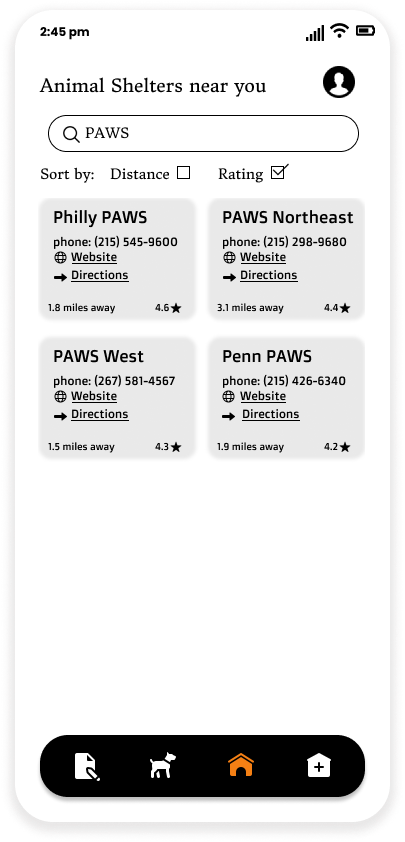 2:45 pm
Animal Shelters near you
PAWS
Sort by: Distance Rating
Philly PAWS
phone: (215) 545-9600
Website
Directions
1.8 miles away 4.6★
PAWS Northeast
phone: (215) 298-9680
Website
Directions
3.1 miles away 4.4★
PAWS West
phone: (267) 581-4567
Website
Directions
1.5 miles away 4.3★
Penn PAWS
phone: (215) 426-6340
Website
Directions
1.9 miles away 4.2★